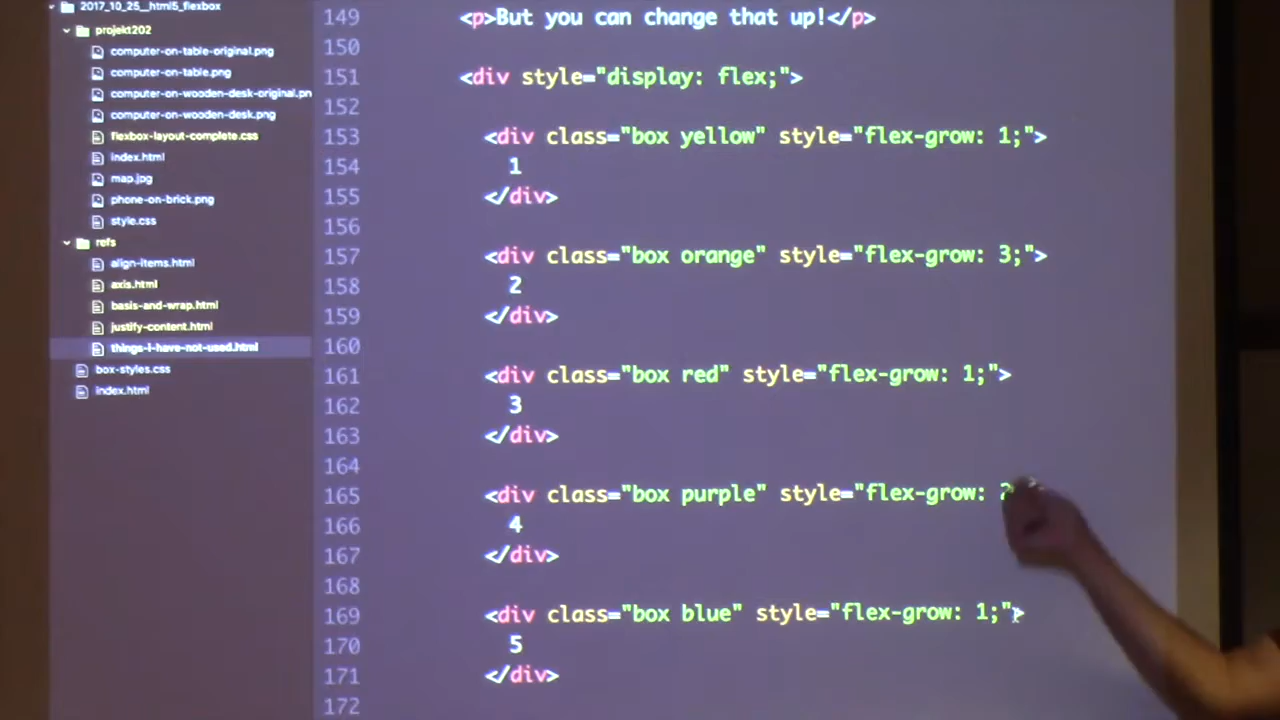 2017_10_25__html5_flexbox
projekt202
computer-on-table-original.png
computer-on-table.png
computer-on-wooden-desk-original.pn
computer-on-wooden-desk.png
flexbox-layout-complete.css
index.html
map.jpg
phone-on-brick.png
style.css
refs
align-items.html
axis.html
basis-and-wrap.html
justify-content.html
things-i-have-not-used.html
box-styles.css
index.html
149 <p>But you can change that up!</p>
150
151 <div style="display: flex;">
152
153 <div class="box yellow" style="flex-grow: 1;">
154 1
155 </div>
156
157 <div class="box orange" style="flex-grow: 3;">
158 2
159 </div>
160
161 <div class="box red" style="flex-grow: 1;">
162 3
163 </div>
164
165 <div class="box purple" style="flex-grow: 2
166 4
167 </div>
168
169 <div class="box blue" style="flex-grow: 1;">
170 5
171 </div>
172